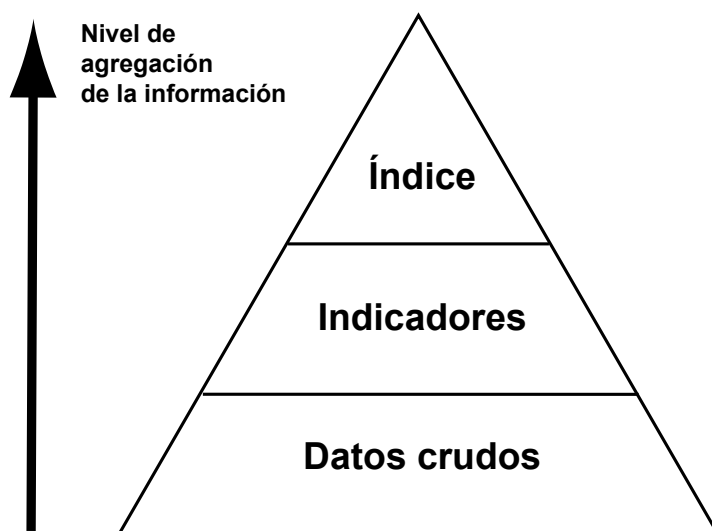 Nivel de
agregación
de la información
Índice
Indicadores
Datos crudos